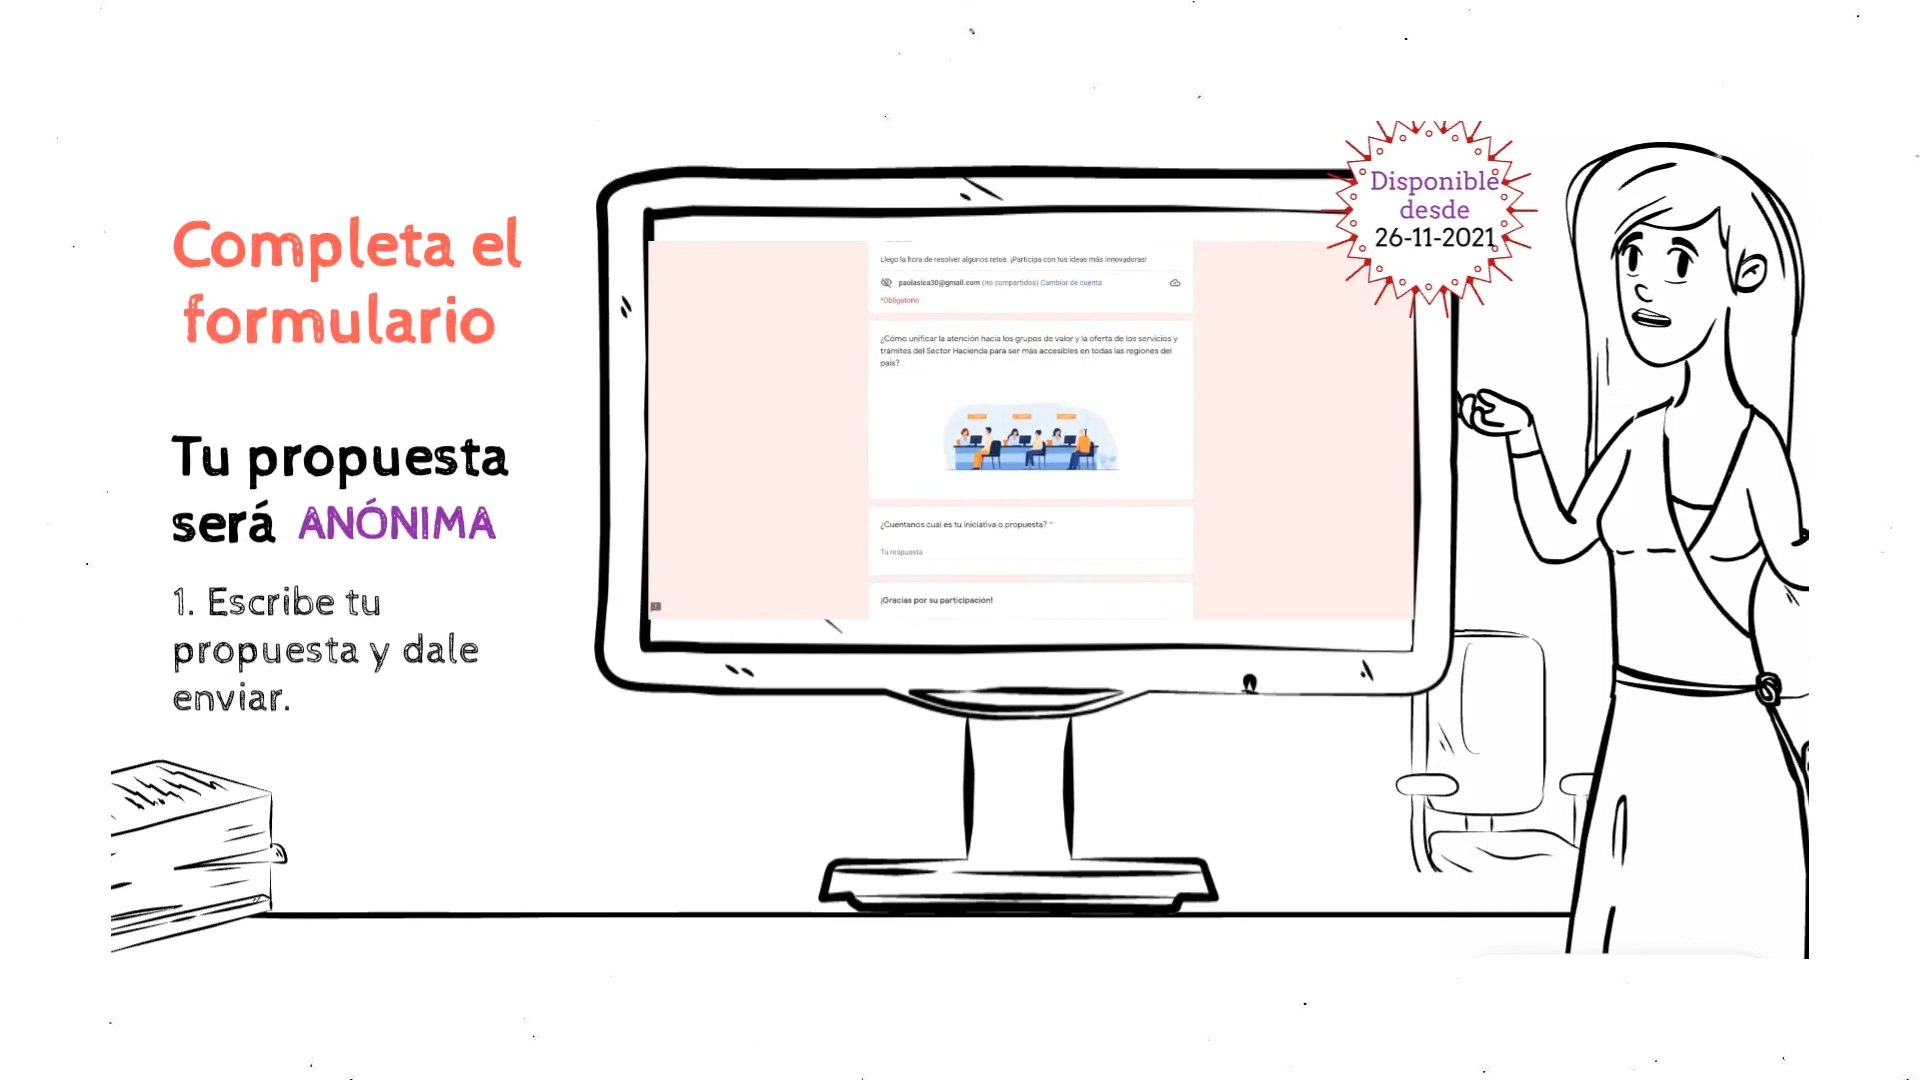 Completa el
formulario
Tu propuesta
será ANÓNIMA
1. Escribe tu
propuesta y dale
enviar.
Disponible
desde
26-11-2021
Llego la hora de resolver algunos retos. ¡Participa con tus ideas más innovadoras!
paolasica30@gmail.com (no compartidos) Cambiar de cuenta
*Obligatorio
¿Cómo unificar la atención hacia los grupos de valor y la oferta de los servicios y
trámites del Sector Hacienda para ser más accesibles en todas las regiones del
país?
¿Cuéntanos cuál es tu iniciativa o propuesta? *
Tu respuesta
¡Gracias por su participación!